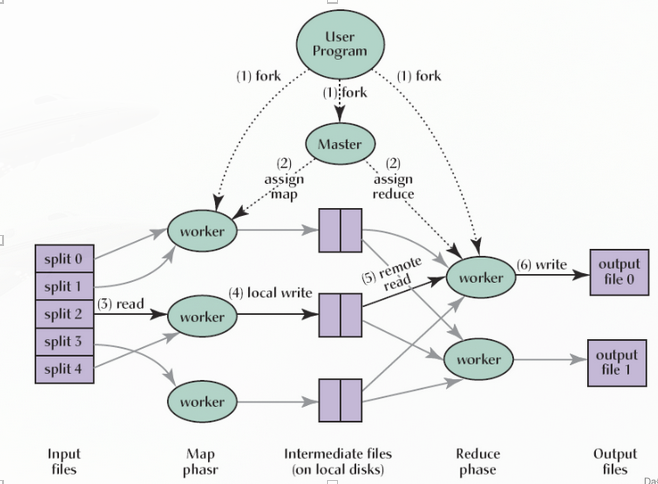 User
Program
(1) fork
(1) fork
(1) fork
Master
(2)
assign
map
(2)
assign
reduce
worker
split 0
split 1
split 2
split 3
split 4
(3) read
worker
(4) local write
worker
(5) remote
read
worker
(6) write
output
file 0
worker
output
file 1
Input
files
Map
phasr
Intermediate files
(on local disks)
Reduce
phase
Output
files
Dai